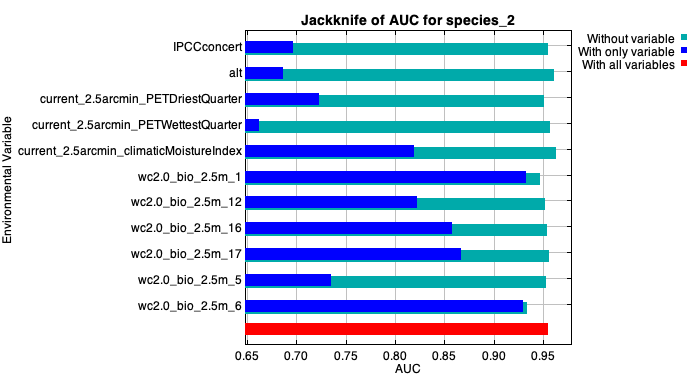 Jackknife of AUC for species_2
Without variable
With only variable
With all variables
Environmental Variable
IPCCconcert
alt
current_2.5arcmin_PETDriestQuarter
current_2.5arcmin_PETWettestQuarter
current_2.5arcmin_climaticMoistureIndex
wc2.0_bio_2.5m_1
wc2.0_bio_2.5m_12
wc2.0_bio_2.5m_16
wc2.0_bio_2.5m_17
wc2.0_bio_2.5m_5
wc2.0_bio_2.5m_6
0.65 0.70 0.75 0.80 0.85 0.90 0.95
AUC